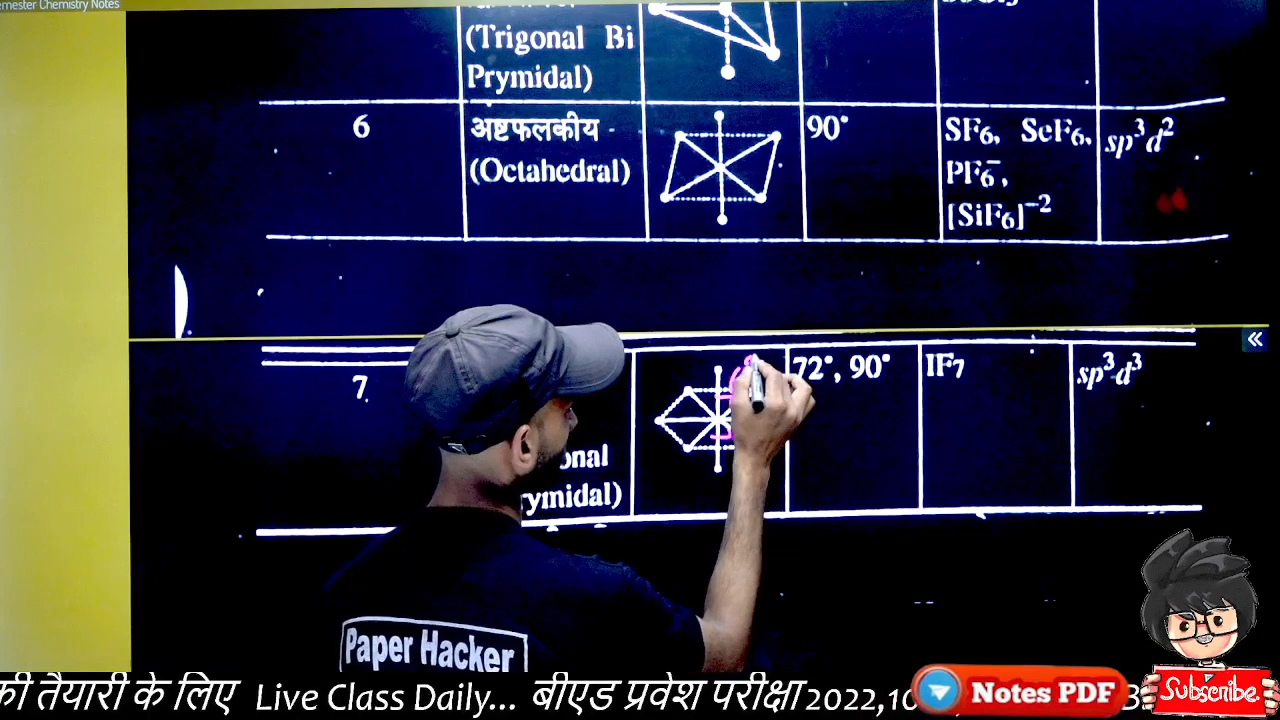 emester Chemistry Notes
(Trigonal Bi
Prymidal)
6
अष्टफलकीय
(Octahedral)
90°
SF6, SeF6,
PF6−,
[SiF6]−2
sp3d2
7
onal
rymidal)
72°, 90°
IF7
sp3d3
Paper Hacker
की तैयारी के लिए Live Class Daily... बीएड प्रवेश परीक्षा 2022,10
Notes PDF
Subscribe